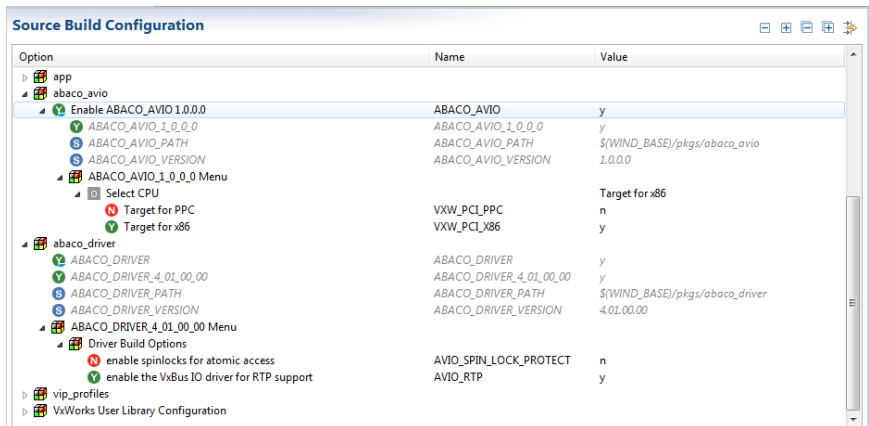 Source Build Configuration
Option Name Value
app
abaco_avio
Enable ABACO_AVIO 1.0.0.0 ABACO_AVIO y
Y ABACO_AVIO_1_0_0_0 ABACO_AVIO_1_0_0_0 y
S ABACO_AVIO_PATH ABACO_AVIO_PATH $(WIND_BASE)/pkgs/abaco_avio
S ABACO_AVIO_VERSION ABACO_AVIO_VERSION 1.0.0.0
ABACO_AVIO_1_0_0_0 Menu
Select CPU Target for x86
N Target for PPC VXW_PCI_PPC n
Y Target for x86 VXW_PCI_X86 y
abaco_driver
Y ABACO_DRIVER ABACO_DRIVER y
Y ABACO_DRIVER_4_01_00_00 ABACO_DRIVER_4_01_00_00 y
S ABACO_DRIVER_PATH ABACO_DRIVER_PATH $(WIND_BASE)/pkgs/abaco_driver
S ABACO_DRIVER_VERSION ABACO_DRIVER_VERSION 4.01.00.00
ABACO_DRIVER_4_01_00_00 Menu
Driver Build Options
N enable spinlocks for atomic access AVIO_SPIN_LOCK_PROTECT n
Y enable the VxBus IO driver for RTP support AVIO_RTP y
vip_profiles
VxWorks User Library Configuration